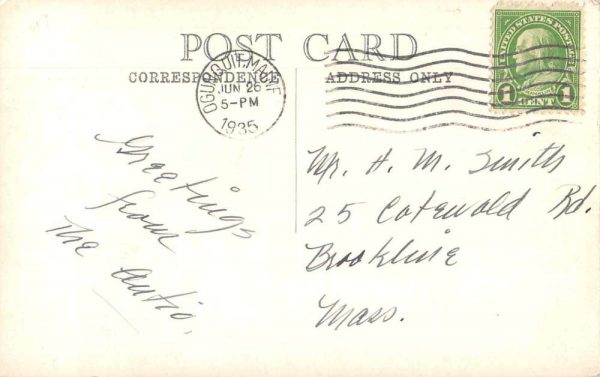 POST CARD
CORRESPONDENCE
ADDRESS ONLY
OGUNQUIT, MAINE
JUN 26
5-PM
1935
UNITED STATES POSTAGE
1 CENT 1
Greetings
from
The
Mr. H. M. Smith
25 Cotswold Rd.
Brookline
Mass.